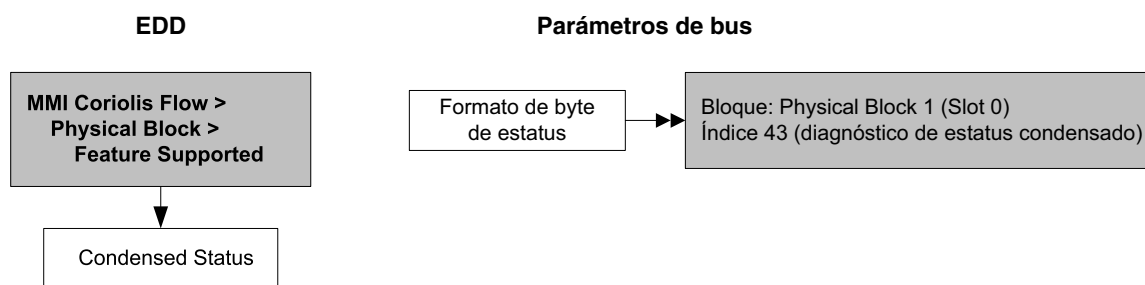 EDD
MMI Coriolis Flow >
Physical Block >
Feature Supported
Condensed Status
Parámetros de bus
Formato de byte
de estatus
Bloque: Physical Block 1 (Slot 0)
Índice 43 (diagnóstico de estatus condensado)